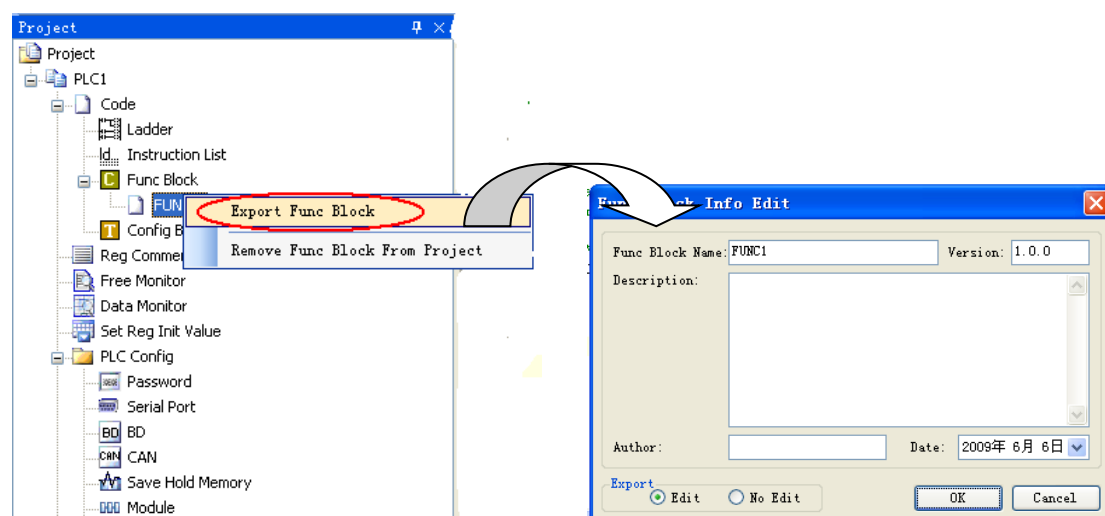 Project
Project
PLC1
Code
Ladder
Instruction List
Func Block
FUN
Export Func Block
Config B
Remove Func Block From Project
Reg Comme
Free Monitor
Data Monitor
Set Reg Init Value
PLC Config
Password
Serial Port
BD BD
CAN CAN
Save Hold Memory
Module
Info Edit
Func Block Name: FUNC1 Version: 1.0.0
Description:
Author: Date: 2009年 6月 6日
Export
Edit No Edit OK Cancel